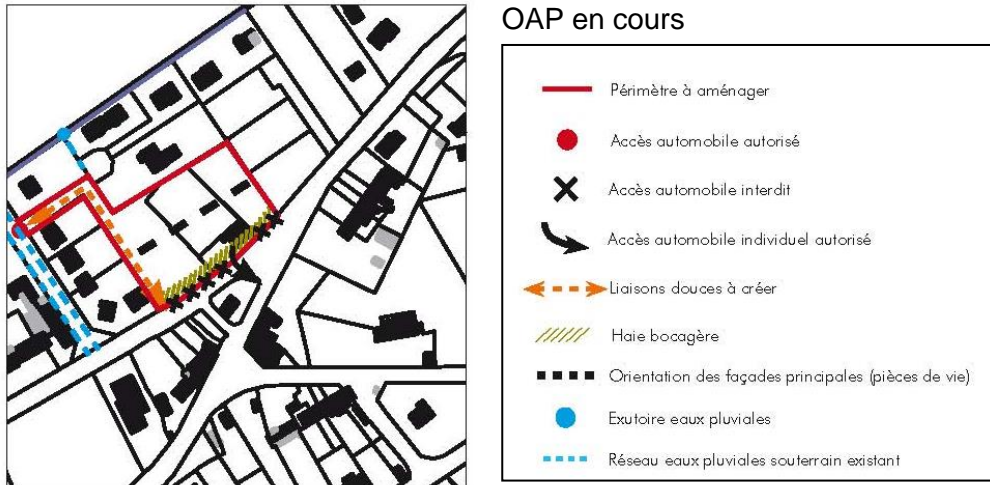 OAP en cours
Périmètre à aménager
Accès automobile autorisé
Accès automobile interdit
Accès automobile individuel autorisé
Liaisons douces à créer
Haie bocagère
Orientation des façades principales (pièces de vie)
Exutoire eaux pluviales
Réseau eaux pluviales souterrain existant